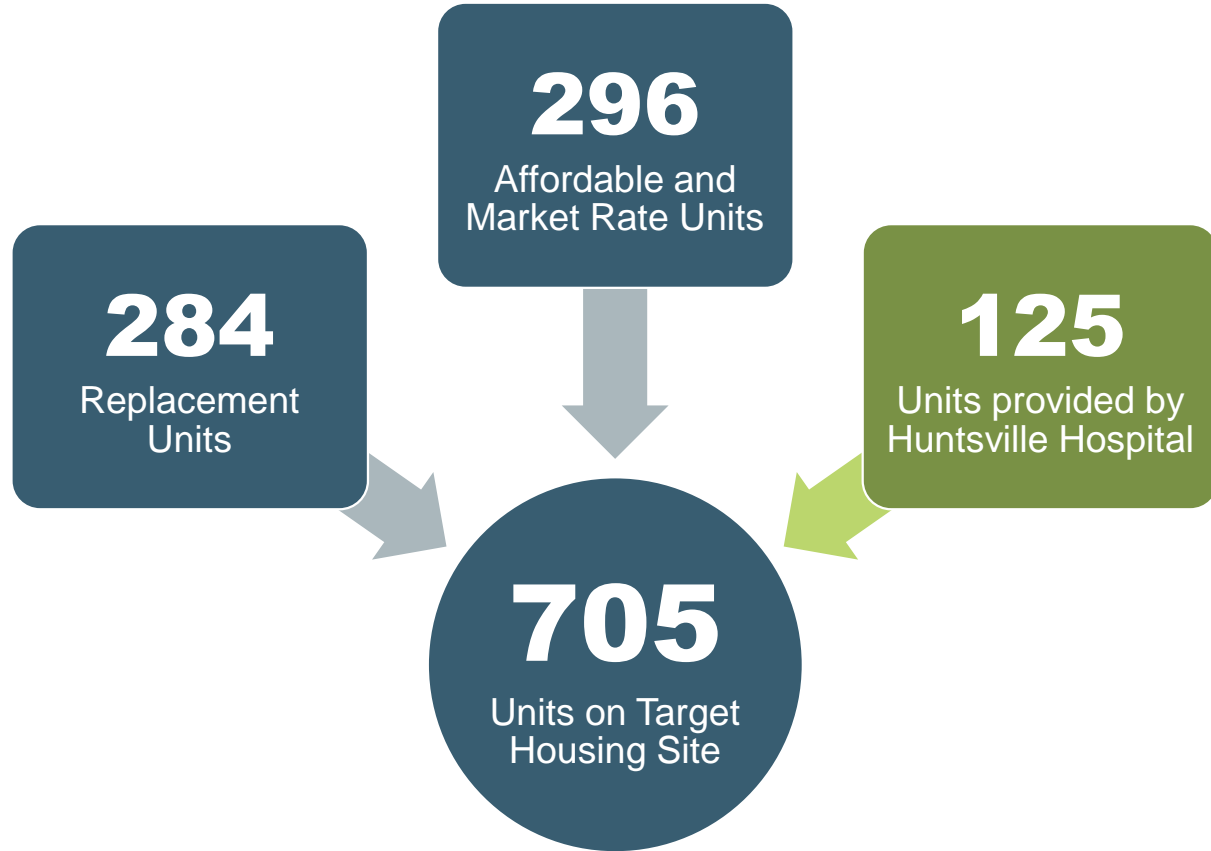 296
Affordable and
Market Rate Units
284
Replacement
Units
125
Units provided by
Huntsville Hospital
705
Units on Target
Housing Site